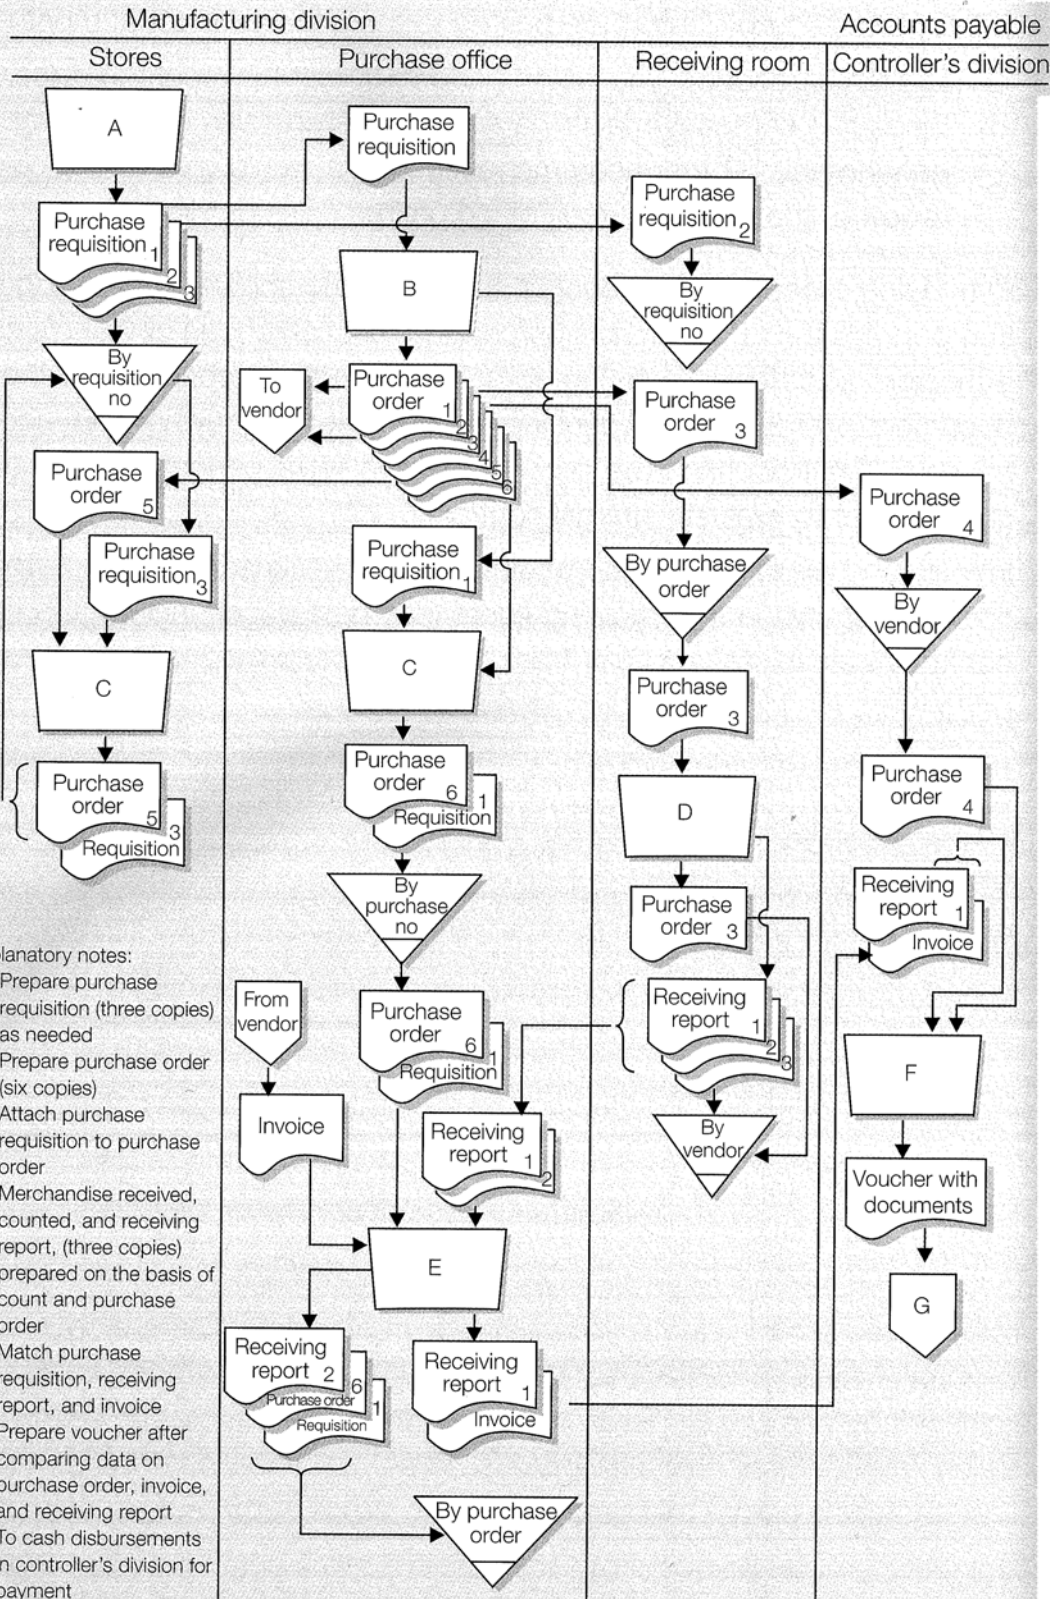 Manufacturing division
Accounts payable
Stores
Purchase office
Receiving room
Controller's division
A
Purchase
requisition
1
2
3
By
requisition
no
Purchase
order
5
Purchase
requisition
3
C
Purchase
order
5
3
Requisition
Purchase
requisition
B
To
vendor
Purchase
order
1
2
3
4
5
6
Purchase
requisition
1
C
Purchase
order
6
1
Requisition
By
purchase
no
From
vendor
Invoice
Purchase
order
6
1
Requisition
Receiving
report
1
2
E
Receiving
report 2
6
Purchase order
1
Requisition
Receiving
report
1
Invoice
By purchase
order
Purchase
requisition
2
By
requisition
no
Purchase
order
3
By purchase
order
Purchase
order
3
D
Purchase
order
3
Receiving
report
1
2
3
By
vendor
Purchase
order
4
By
vendor
Purchase
order
4
Receiving
report
1
Invoice
F
Voucher with
documents
G
planatory notes:
Prepare purchase
requisition (three copies)
as needed
Prepare purchase order
(six copies)
Attach purchase
requisition to purchase
order
Merchandise received,
counted, and receiving
report, (three copies)
prepared on the basis of
count and purchase
order
Match purchase
requisition, receiving
report, and invoice
Prepare voucher after
comparing data on
purchase order, invoice,
and receiving report
To cash disbursements
n controller's division for
payment